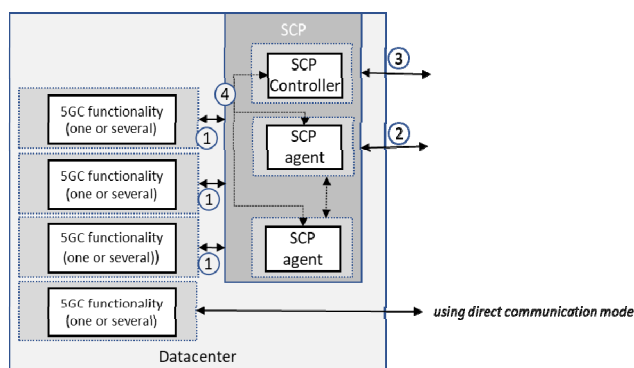 SCP
SCP
Controller
3
4
5GC functionality
(one or several)
1
SCP
agent
2
5GC functionality
(one or several)
1
5GC functionality
(one or several))
1
SCP
agent
5GC functionality
(one or several)
using direct communication mode
Datacenter